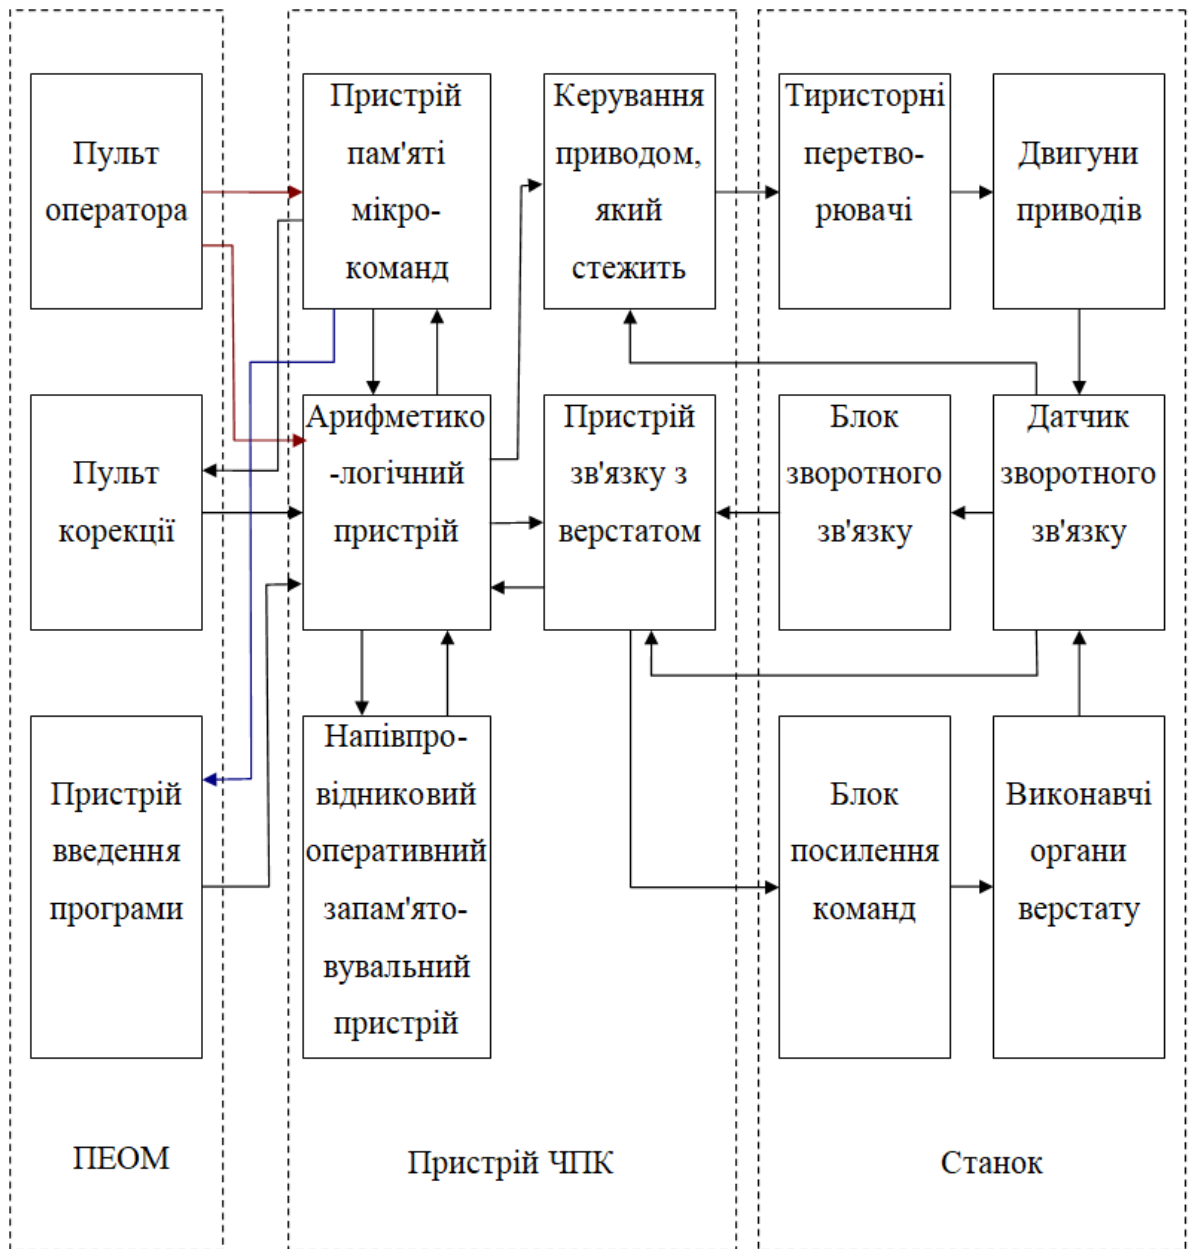 Пульт
оператора
Пристрій
пам'яті
мікро-
команд
Керування
приводом,
який
стежить
Тиристорні
перетво-
рювачі
Двигуни
приводів
Пульт
корекції
Арифметико
-логічний
пристрій
Пристрій
зв'язку з
верстатом
Блок
зворотного
зв'язку
Датчик
зворотного
зв'язку
Пристрій
введення
програми
Напівпро-
відниковий
оперативний
запам'ято-
вувальний
пристрій
Блок
посилення
команд
Виконавчі
органи
верстату
ПЕОМ
Пристрій ЧПК
Станок